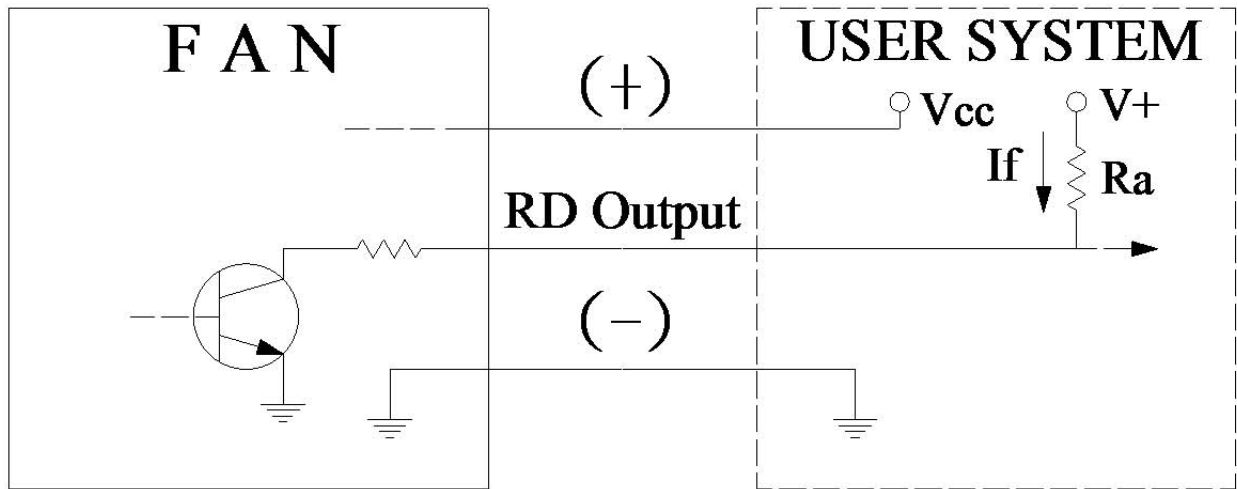 F A N
USER SYSTEM
(+)
Vcc
V+
If
Ra
RD Output
(-)